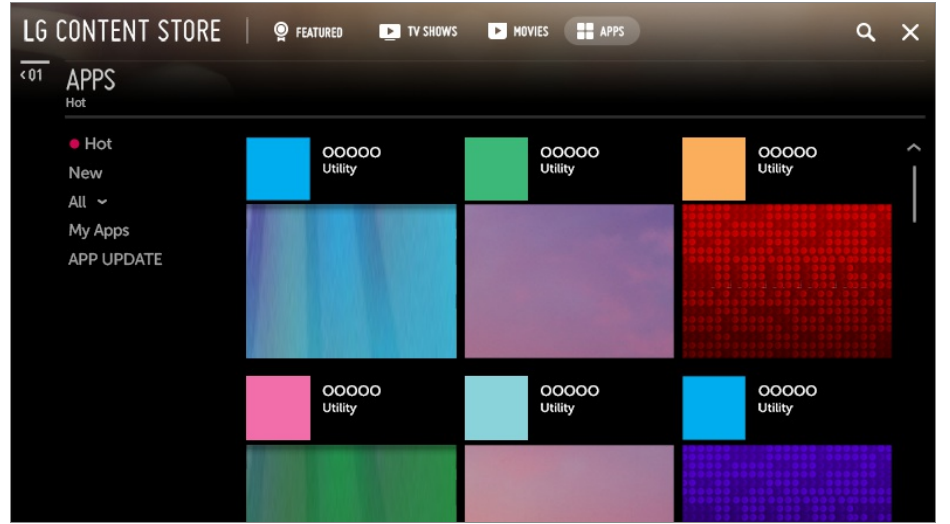 LG CONTENT STORE
FEATURED
TV SHOWS
MOVIES
APPS
<01
APPS
Hot
Hot
New
All
My Apps
APP UPDATE
OOOOO
Utility
OOOOO
Utility
OOOOO
Utility
OOOOO
Utility
OOOOO
Utility
OOOOO
Utility